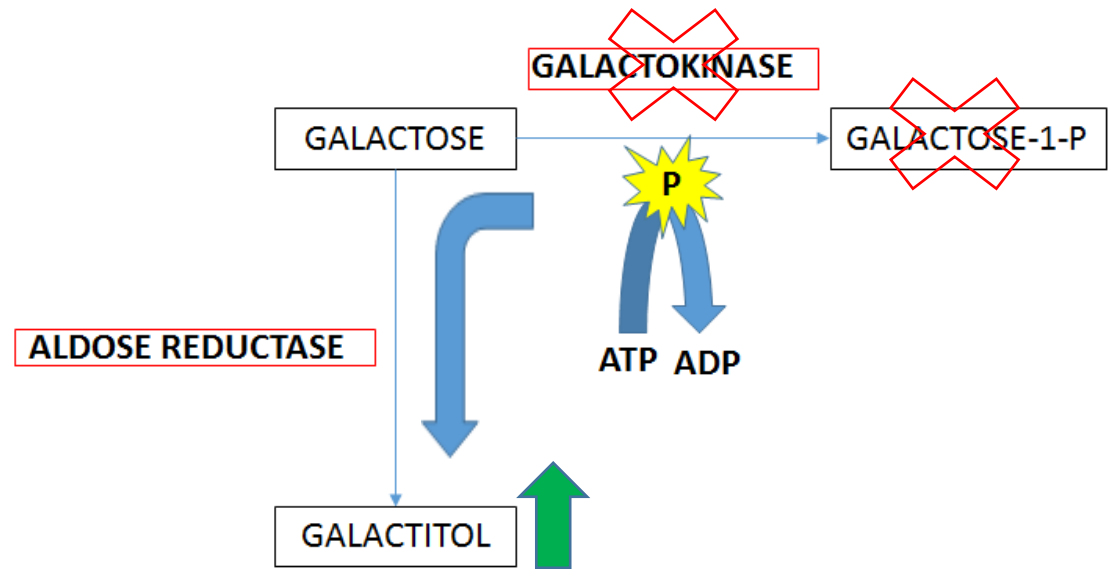 GALACTOKINASE
GALACTOSE
GALACTOSE-1-P
P
ALDOSE REDUCTASE
ATP ADP
GALACTITOL